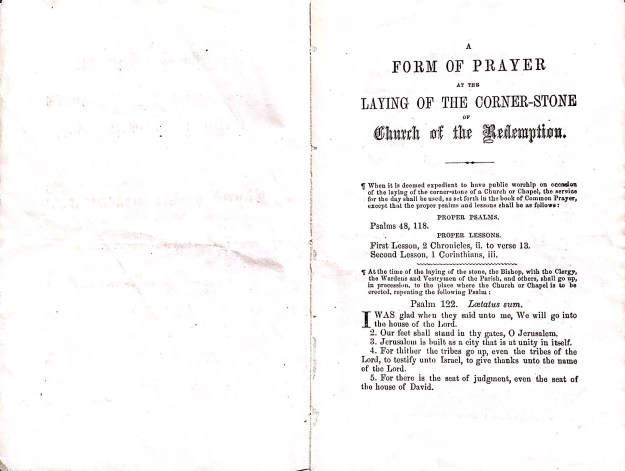 A
FORM OF PRAYER
AT THE
LAYING OF THE CORNER-STONE
OF
Church of the Redemption.
¶ When it is deemed expedient to have public worship on occasion
of the laying of the corner-stone of a Church or Chapel, the service
for the day shall be used, as set forth in the book of Common Prayer,
except that the proper psalms and lessons shall be as follows:
PROPER PSALMS.
Psalms 48, 118.
PROPER LESSONS.
First Lesson, 2 Chronicles, ii. to verse 13.
Second Lesson, 1 Corinthians, iii.
¶ At the time of the laying of the stone, the Bishop, with the Clergy,
the Wardens and Vestrymen of the Parish, and others, shall go up,
in procession, to the place where the Church or Chapel is to be
erected, repeating the following Psalm:
Psalm 122. Lœtatus sum.
I WAS glad when they said unto me, We will go into
the house of the Lord.
2. Our feet shall stand in thy gates, O Jerusalem.
3. Jerusalem is built as a city that is at unity in itself.
4. For thither the tribes go up, even the tribes of the
Lord, to testify unto Israel, to give thanks unto the name
of the Lord.
5. For there is the seat of judgment, even the seat of
the house of David.